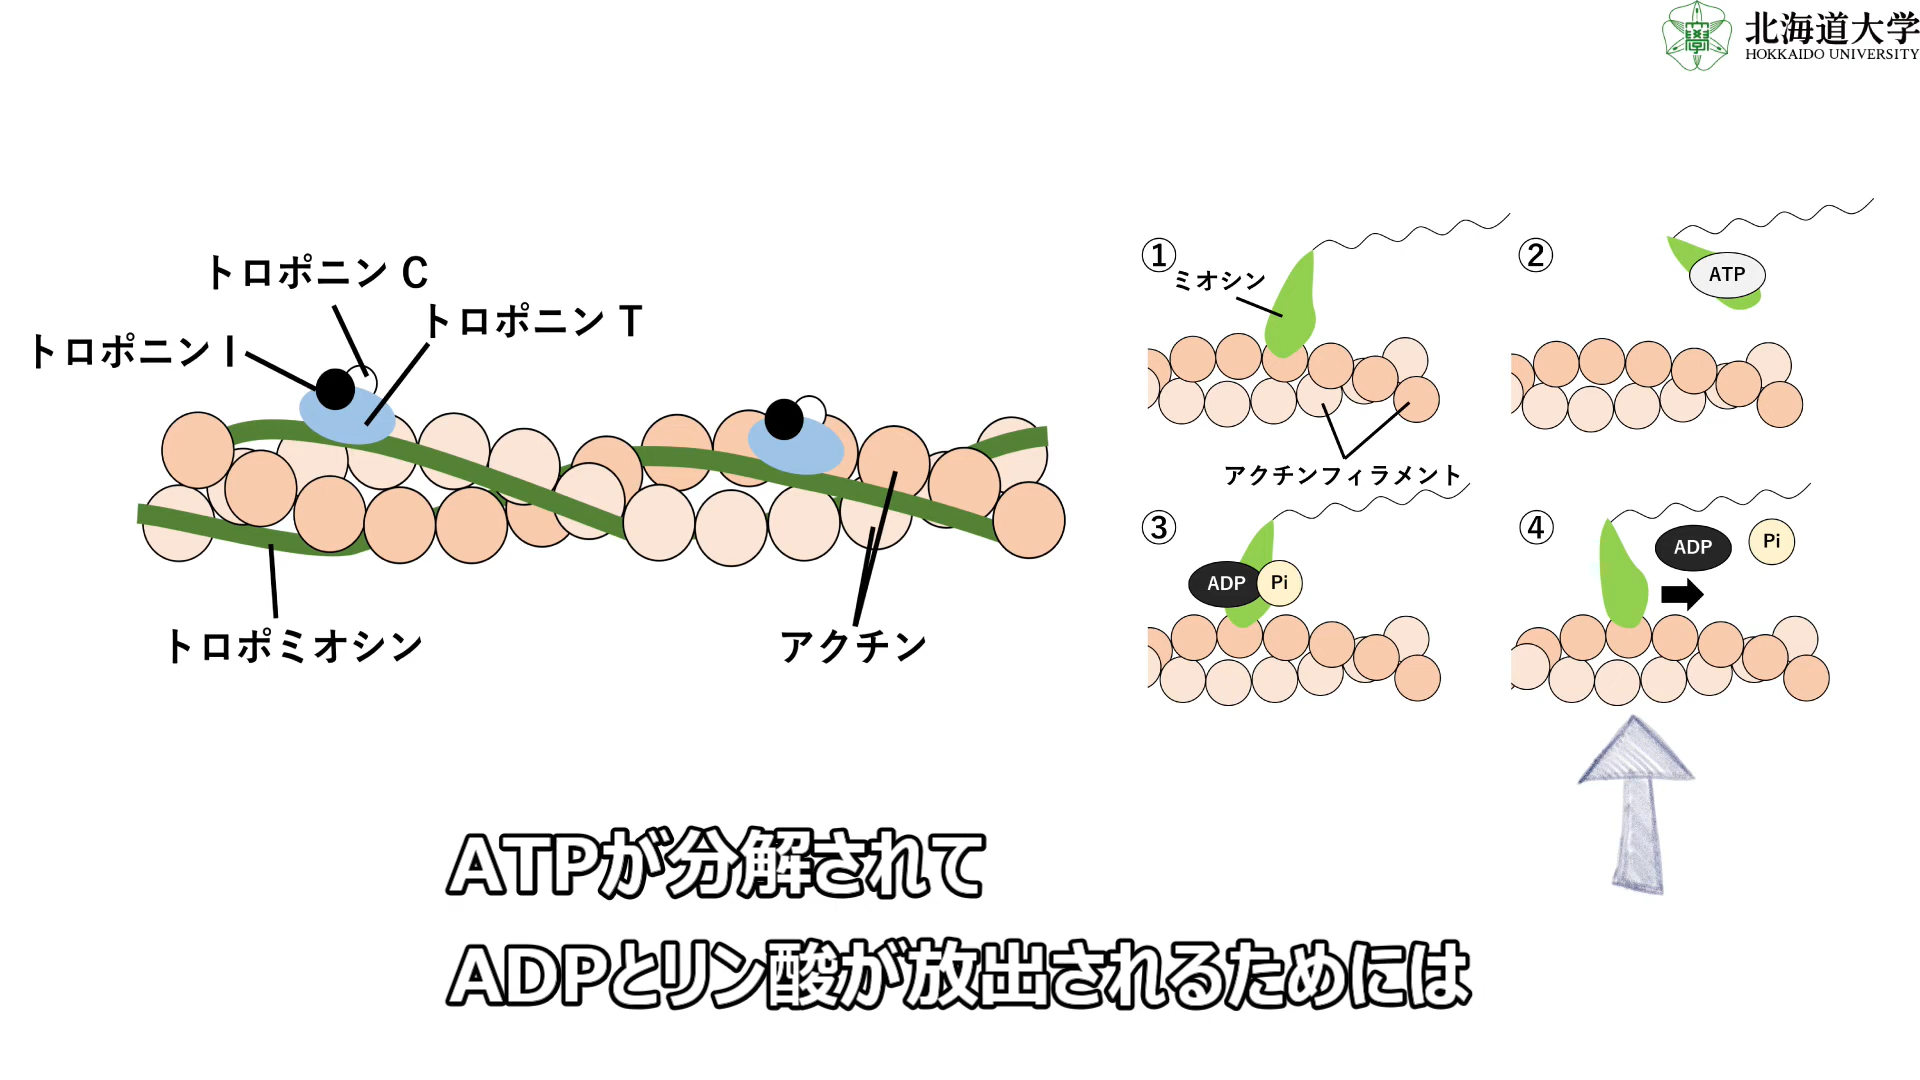 北海道大学
HOKKAIDO UNIVERSITY
トロポニン C
トロポニン T
トロポニン I
トロポミオシン
アクチン
①
ミオシン
アクチンフィラメント
②
ATP
③
ADP
Pi
④
ADP
Pi
ATPが分解されて
ADPとリン酸が放出されるためには